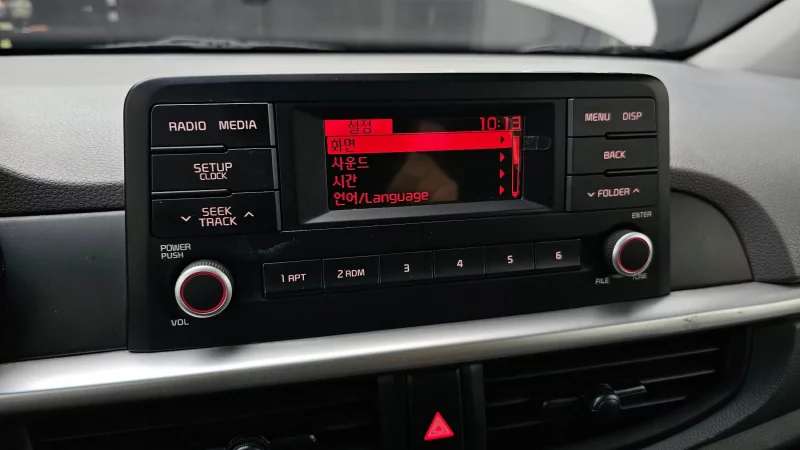 RADIO MEDIA
설정 10:13
MENU DISP
화면
SETUP
CLOCK
사운드
BACK
시간
언어/Language
SEEK
TRACK
FOLDER
POWER
PUSH
VOL
1 RPT
2 RDM
3
4
5
6
ENTER
FILE TUNE